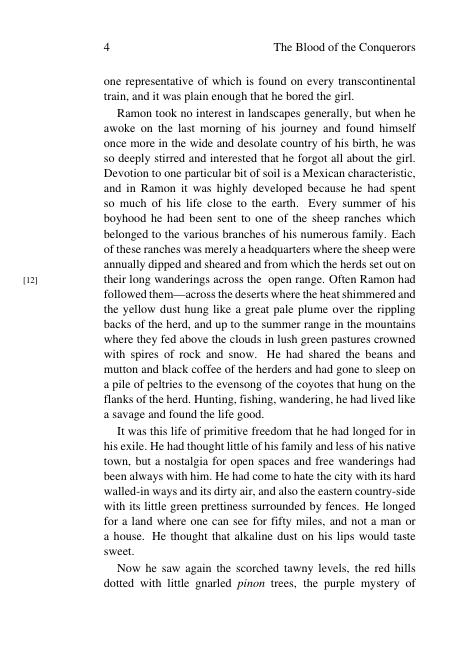 4 The Blood of the Conquerors
one representative of which is found on every transcontinental
train, and it was plain enough that he bored the girl.
Ramon took no interest in landscapes generally, but when he
awoke on the last morning of his journey and found himself
once more in the wide and desolate country of his birth, he was
so deeply stirred and interested that he forgot all about the girl.
Devotion to one particular bit of soil is a Mexican characteristic,
and in Ramon it was highly developed because he had spent
so much of his life close to the earth. Every summer of his
boyhood he had been sent to one of the sheep ranches which
belonged to the various branches of his numerous family. Each
of these ranches was merely a headquarters where the sheep were
annually dipped and sheared and from which the herds set out on
[12] their long wanderings across the open range. Often Ramon had
followed them—across the deserts where the heat shimmered and
the yellow dust hung like a great pale plume over the rippling
backs of the herd, and up to the summer range in the mountains
where they fed above the clouds in lush green pastures crowned
with spires of rock and snow. He had shared the beans and
mutton and black coffee of the herders and had gone to sleep on
a pile of peltries to the evensong of the coyotes that hung on the
flanks of the herd. Hunting, fishing, wandering, he had lived like
a savage and found the life good.
It was this life of primitive freedom that he had longed for in
his exile. He had thought little of his family and less of his native
town, but a nostalgia for open spaces and free wanderings had
been always with him. He had come to hate the city with its hard
walled-in ways and its dirty air, and also the eastern country-side
with its little green prettiness surrounded by fences. He longed
for a land where one can see for fifty miles, and not a man or
a house. He thought that alkaline dust on his lips would taste
sweet.
Now he saw again the scorched tawny levels, the red hills
dotted with little gnarled pinon trees, the purple mystery of